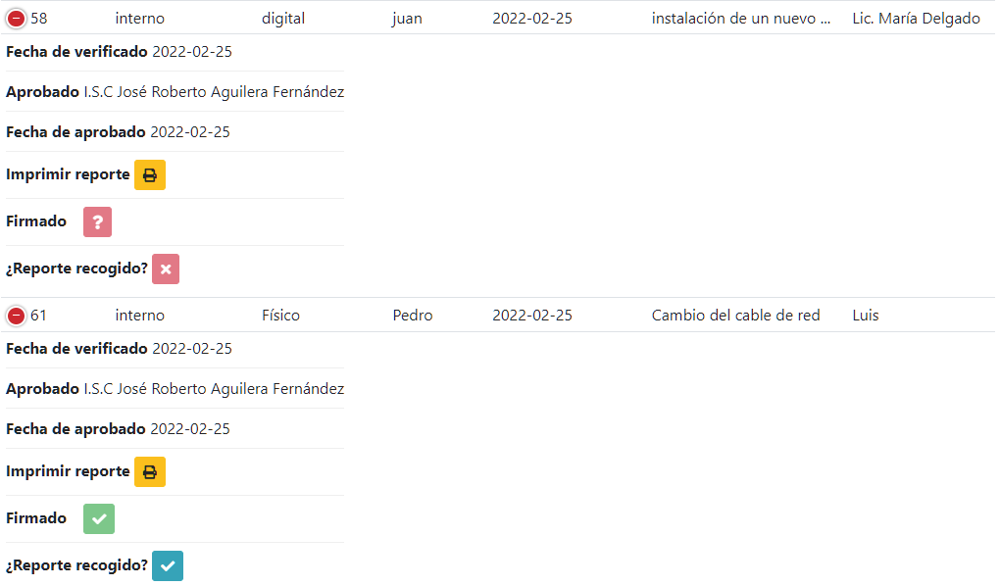 58 interno digital juan 2022-02-25 instalación de un nuevo ... Lic. María Delgado
Fecha de verificado 2022-02-25
Aprobado I.S.C José Roberto Aguilera Fernández
Fecha de aprobado 2022-02-25
Imprimir reporte
Firmado ?
¿Reporte recogido?
61 interno Físico Pedro 2022-02-25 Cambio del cable de red Luis
Fecha de verificado 2022-02-25
Aprobado I.S.C José Roberto Aguilera Fernández
Fecha de aprobado 2022-02-25
Imprimir reporte
Firmado
¿Reporte recogido?